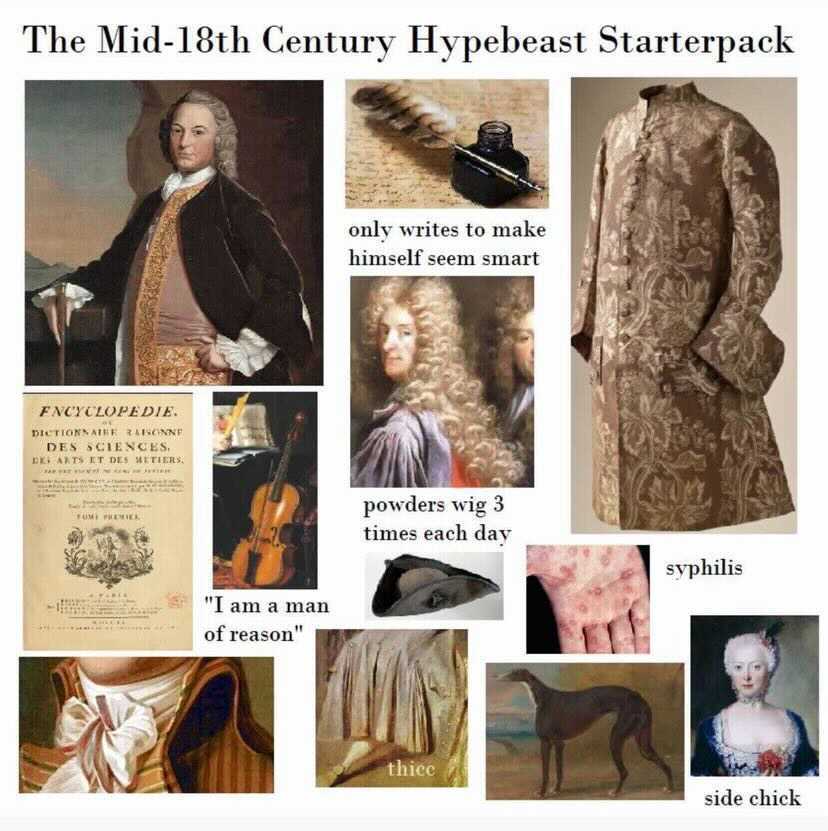 The Mid-18th Century Hypebeast Starterpack
only writes to make
himself seem smart
ENCYCLOPEDIE,
OU
DICTIONNAIRE RAISONNÉ
DES SCIENCES,
DES ARTS ET DES MÉTIERS,
TOME PREMIER.
A PARIS,
powders wig 3
times each day
"I am a man
of reason"
syphilis
thicc
side chick